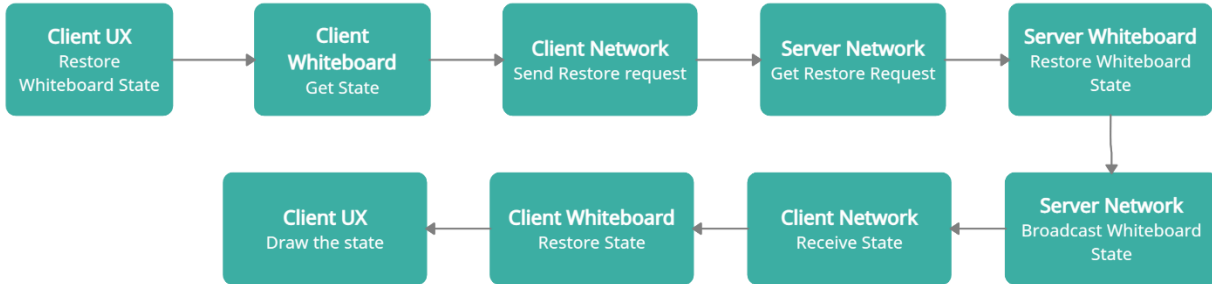 Client UX
Restore
Whiteboard State
Client
Whiteboard
Get State
Client Network
Send Restore request
Server Network
Get Restore Request
Server Whiteboard
Restore Whiteboard
State
Server Network
Broadcast Whiteboard
State
Client Network
Receive State
Client Whiteboard
Restore State
Client UX
Draw the state